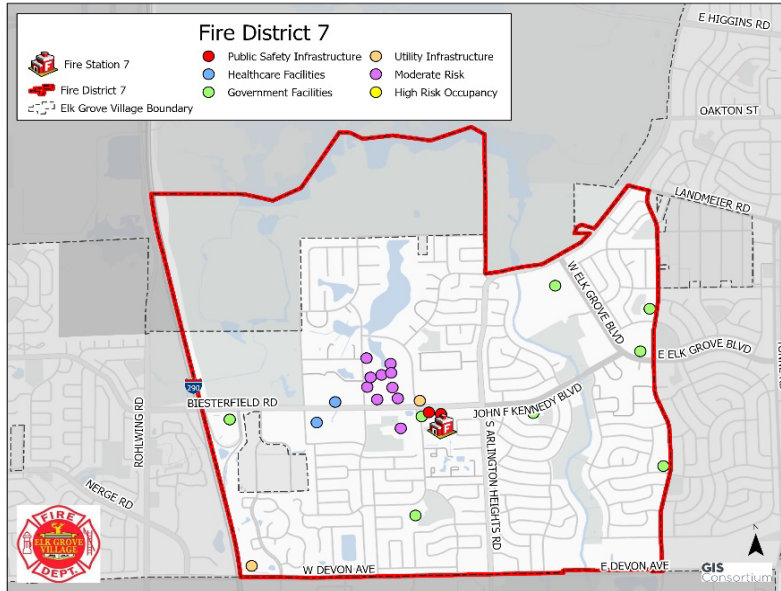 Fire District 7
Fire Station 7
Fire District 7
Elk Grove Village Boundary
Public Safety Infrastructure
Healthcare Facilities
Government Facilities
Utility Infrastructure
Moderate Risk
High Risk Occupancy
E HIGGINS RD
OAKTON ST
LANDMEIER RD
W ELK GROVE BLVD
E ELK GROVE BLVD
290
BIESTERFIELD RD
JOHN F KENNEDY BLVD
ROHLWING RD
S ARLINGTON HEIGHTS RD
NERGE RD
W DEVON AVE
E DEVON AVE
FIRE
ELK GROVE
VILLAGE
DEPT.
GIS
Consortium